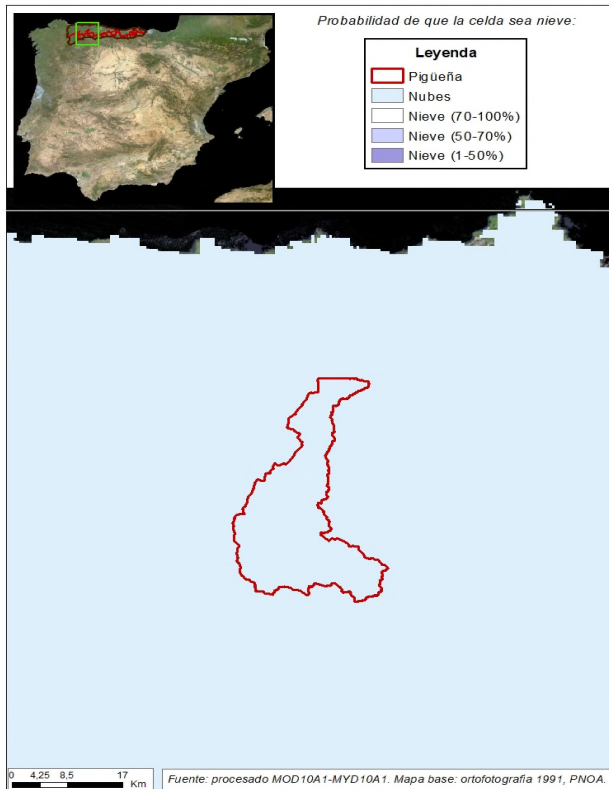 Probabilidad de que la celda sea nieve:
Leyenda
Pigüeña
Nubes
Nieve (70-100%)
Nieve (50-70%)
Nieve (1-50%)
0 4,25 8,5 17
Km
Fuente: procesado MOD10A1-MYD10A1. Mapa base: ortofotografia 1991, PNOA.